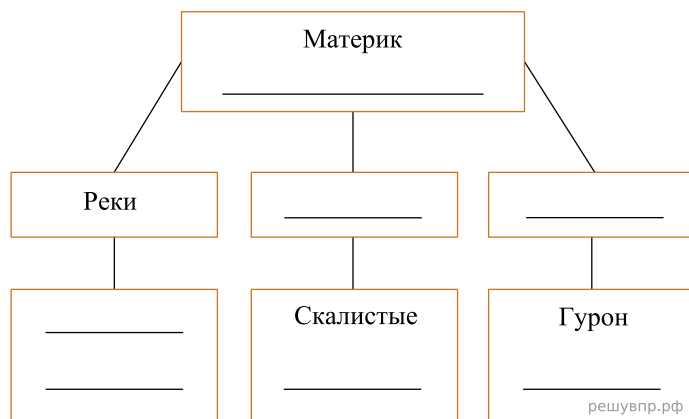 Материк
Реки
Скалистые
Гурон
решувпр.рф